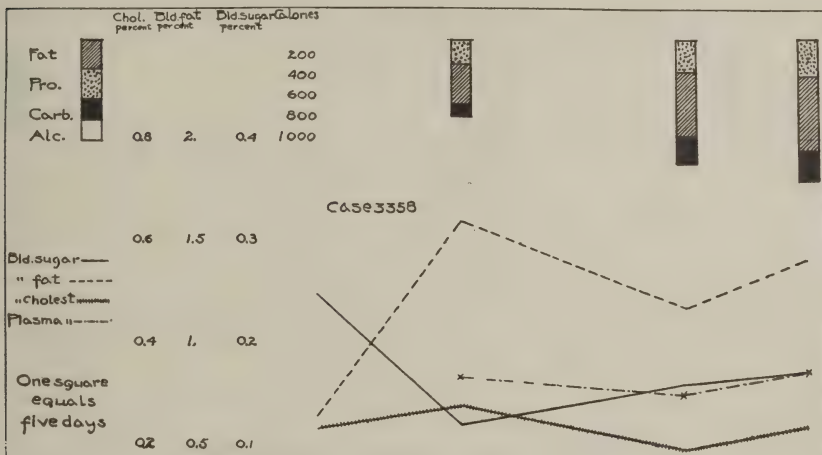 Chol. Bld.fat Bld.sugar Calories
percent percent percent
Fat 200
400
Pro. 600
Carb. 800
Alc. 0.8 2. 0.4 1000
Case 3358
0.6 1.5 0.3
Bld.sugar
" fat
" cholest
Plasma "
0.4 1. 0.2
One square
equals
five days
0.2 0.5 0.1